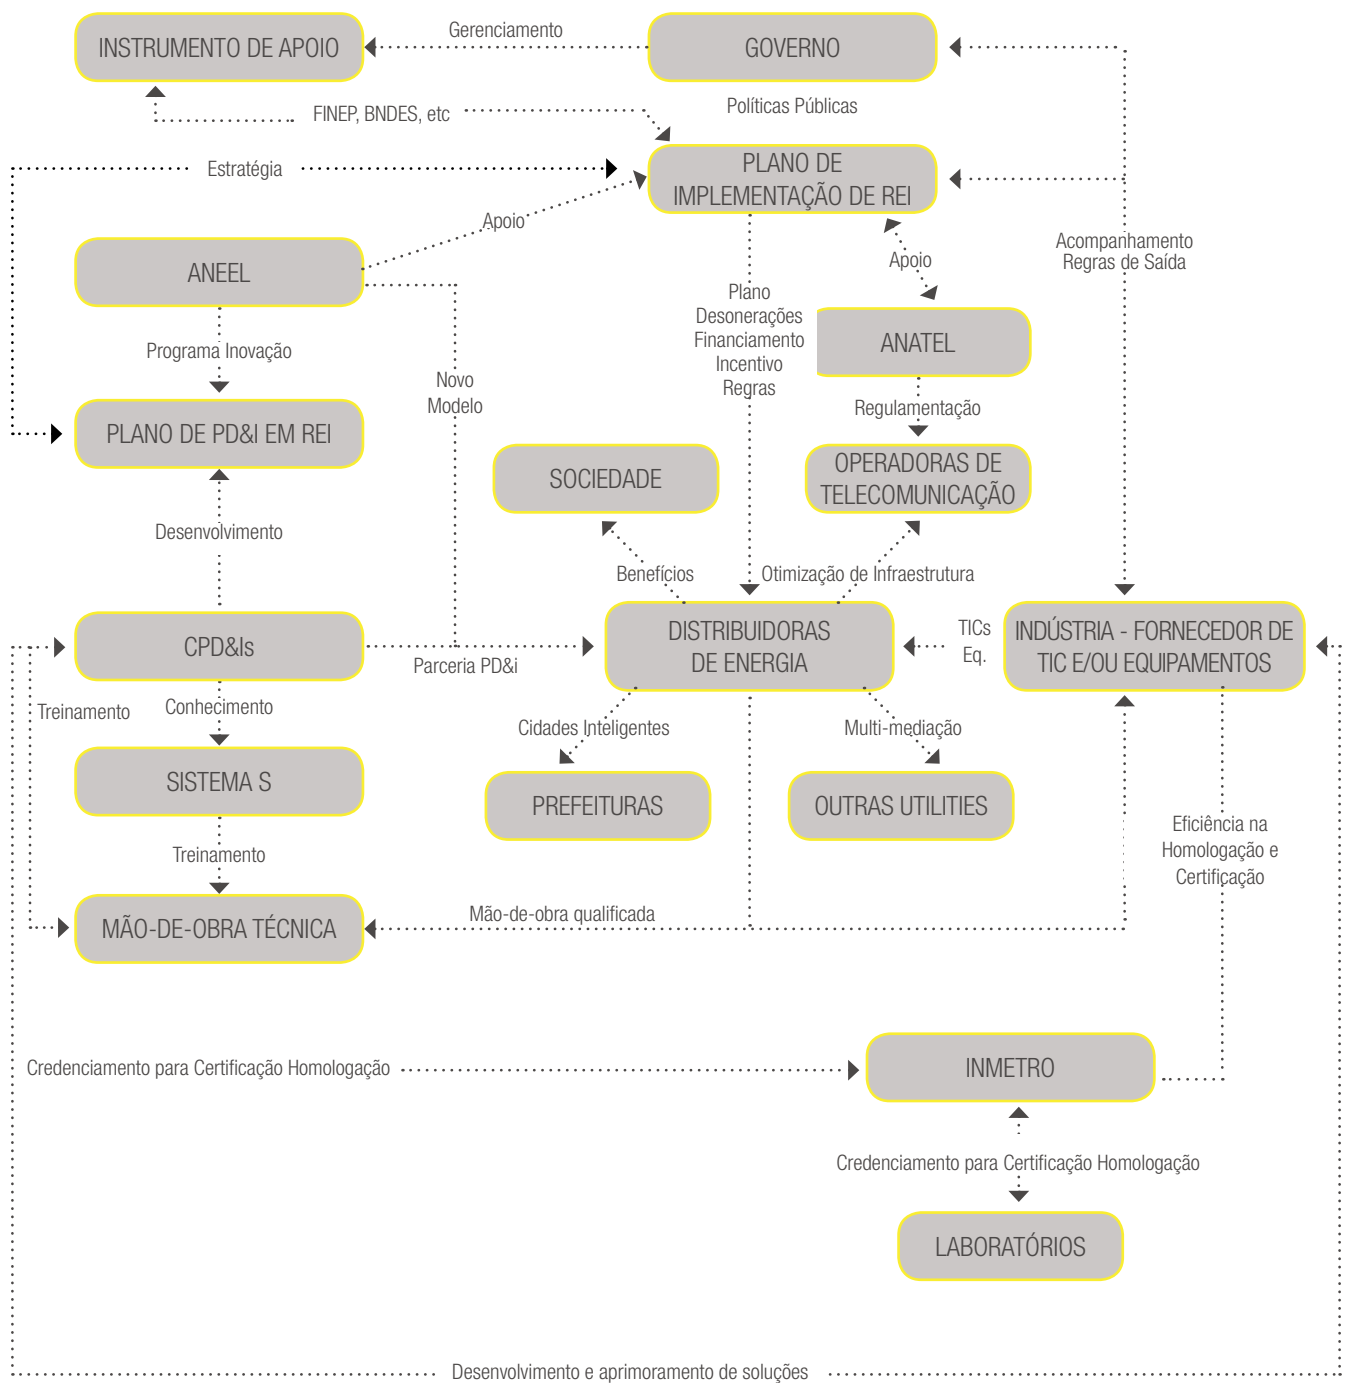 Gerenciamento
INSTRUMENTO DE APOIO
GOVERNO
FINEP, BNDES, etc
Políticas Públicas
Estratégia
PLANO DE
IMPLEMENTAÇÃO DE REI
Apoio
ANEEL
Apoio
Acompanhamento
Regras de Saída
Plano
Desonerações
Financiamento
Incentivo
Regras
ANATEL
Programa Inovação
Novo
Modelo
Regulamentação
PLANO DE PD&I EM REI
SOCIEDADE
OPERADORAS DE
TELECOMUNICAÇÃO
Desenvolvimento
Benefícios
Otimização de Infraestrutura
CPD&Is
Parceria PD&i
DISTRIBUIDORAS
DE ENERGIA
TICs
Eq.
INDÚSTRIA - FORNECEDOR DE
TIC E/OU EQUIPAMENTOS
Treinamento
Conhecimento
Cidades Inteligentes
Multi-mediação
SISTEMA S
PREFEITURAS
OUTRAS UTILITIES
Eficiência na
Homologação e
Certificação
Treinamento
MÃO-DE-OBRA TÉCNICA
Mão-de-obra qualificada
Credenciamento para Certificação Homologação
INMETRO
Credenciamento para Certificação Homologação
LABORATÓRIOS
Desenvolvimento e aprimoramento de soluções